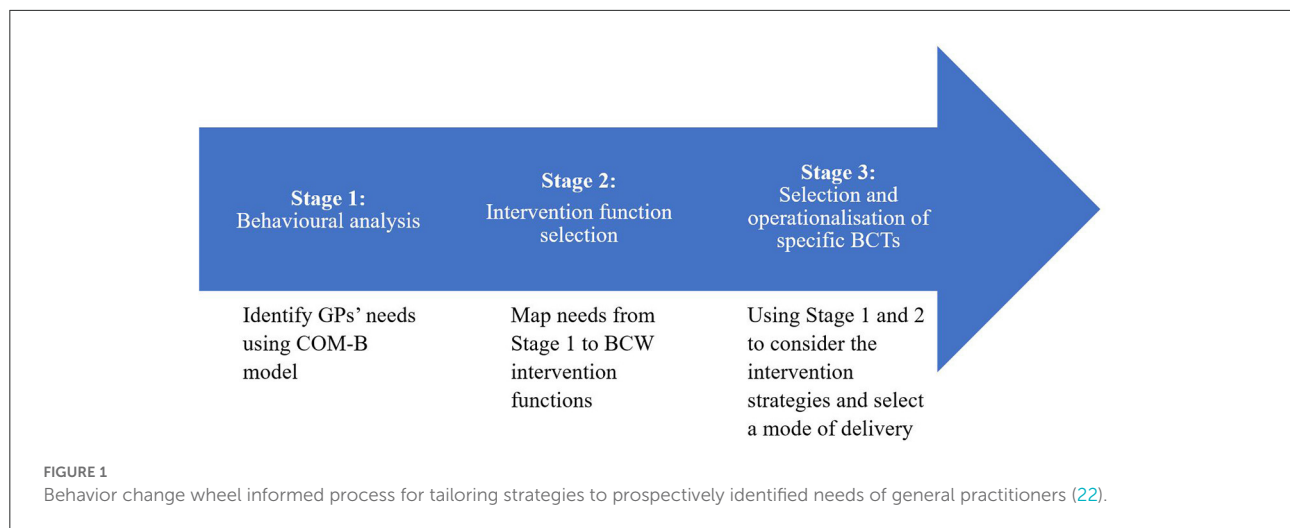 Stage 1:
Behavioural analysis
Stage 2:
Intervention function
selection
Stage 3:
Selection and
operationalisation of
specific BCTs
Identify GPs' needs
using COM-B
model
Map needs from
Stage 1 to BCW
intervention
functions
Using Stage 1 and 2
to consider the
intervention
strategies and select
a mode of delivery
FIGURE 1
Behavior change wheel informed process for tailoring strategies to prospectively identified needs of general practitioners (22).